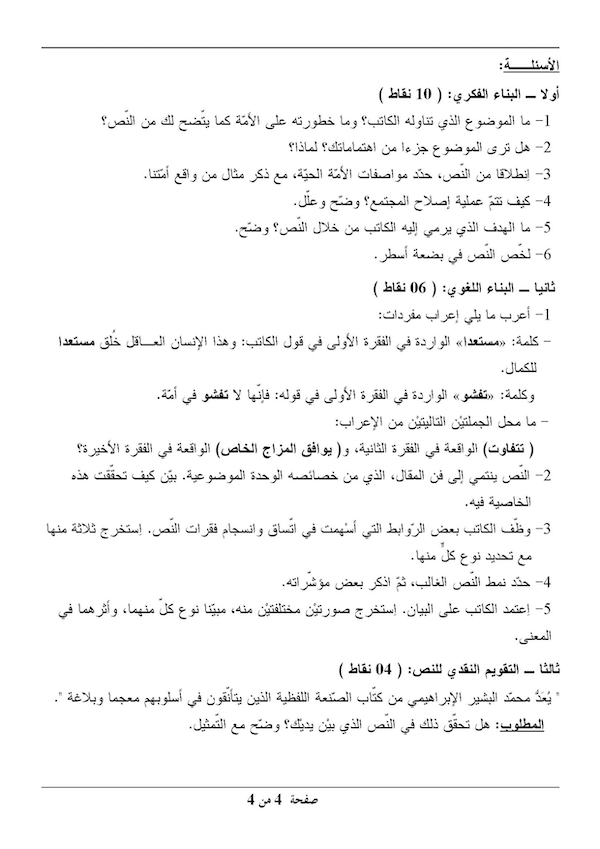 الأسئلـــــة:
أولا ــ البناء الفكري: ( 10 نقاط )
1- ما الموضوع الذي تناوله الكاتب؟ وما خطورته على الأمّة كما يتّضح لك من النّص؟
2- هل ترى الموضوع جزءا من اهتماماتك؟ لماذا؟
3- إنطلاقا من النّص، حدّد مواصفات الأمّة الحيّة، مع ذكر مثال من واقع أمّتنا.
4- كيف تتمّ عملية إصلاح المجتمع؟ وضّح وعلّل.
5- ما الهدف الذي يرمي إليه الكاتب من خلال النّص؟ وضّح.
6- لخّص النّص في بضعة أسطر.
ثانيا ــ البناء اللغوي: ( 06 نقاط )
1- أعرب ما يلي إعراب مفردات:
- كلمة: «مستعدا» الواردة في الفقرة الأولى في قول الكاتب: وهذا الإنسان العـــاقل خُلق مستعدا
للكمال.
وكلمة: «تفشو» الواردة في الفقرة الأولى في قوله: فإنّها لا تفشو في أمّة.
- ما محل الجملتيْن التاليتيْن من الإعراب:
( تتفاوت) الواقعة في الفقرة الثانية، و( يوافق المزاج الخاص) الواقعة في الفقرة الأخيرة؟
2- النّص ينتمي إلى فن المقال، الذي من خصائصه الوحدة الموضوعية. بيّن كيف تحقّقت هذه
الخاصية فيه.
3- وظّف الكاتب بعض الرّوابط التي أسْهمت في اتّساق وانسجام فقرات النّص. اِستخرج ثلاثة منها
مع تحديد نوع كلٍّ منها.
4- حدّد نمط النّص الغالب، ثمّ اذكر بعض مؤشّراته.
5- اِعتمد الكاتب على البيان. اِستخرج صورتيْن مختلفتيْن منه، مبيّنا نوع كلّ منهما، وأثرهما في
المعنى.
ثالثا ــ التقويم النقدي للنص: ( 04 نقاط )
" يُعَدُّ محمّد البشير الإبراهيمي من كتّاب الصّنعة اللفظية الذين يتأنّقون في أسلوبهم معجما وبلاغة ".
المطلوب: هل تحقّق ذلك في النّص الذي بيْن يديْك؟ وضّح مع التّمثيل.
صفحة 4 من 4